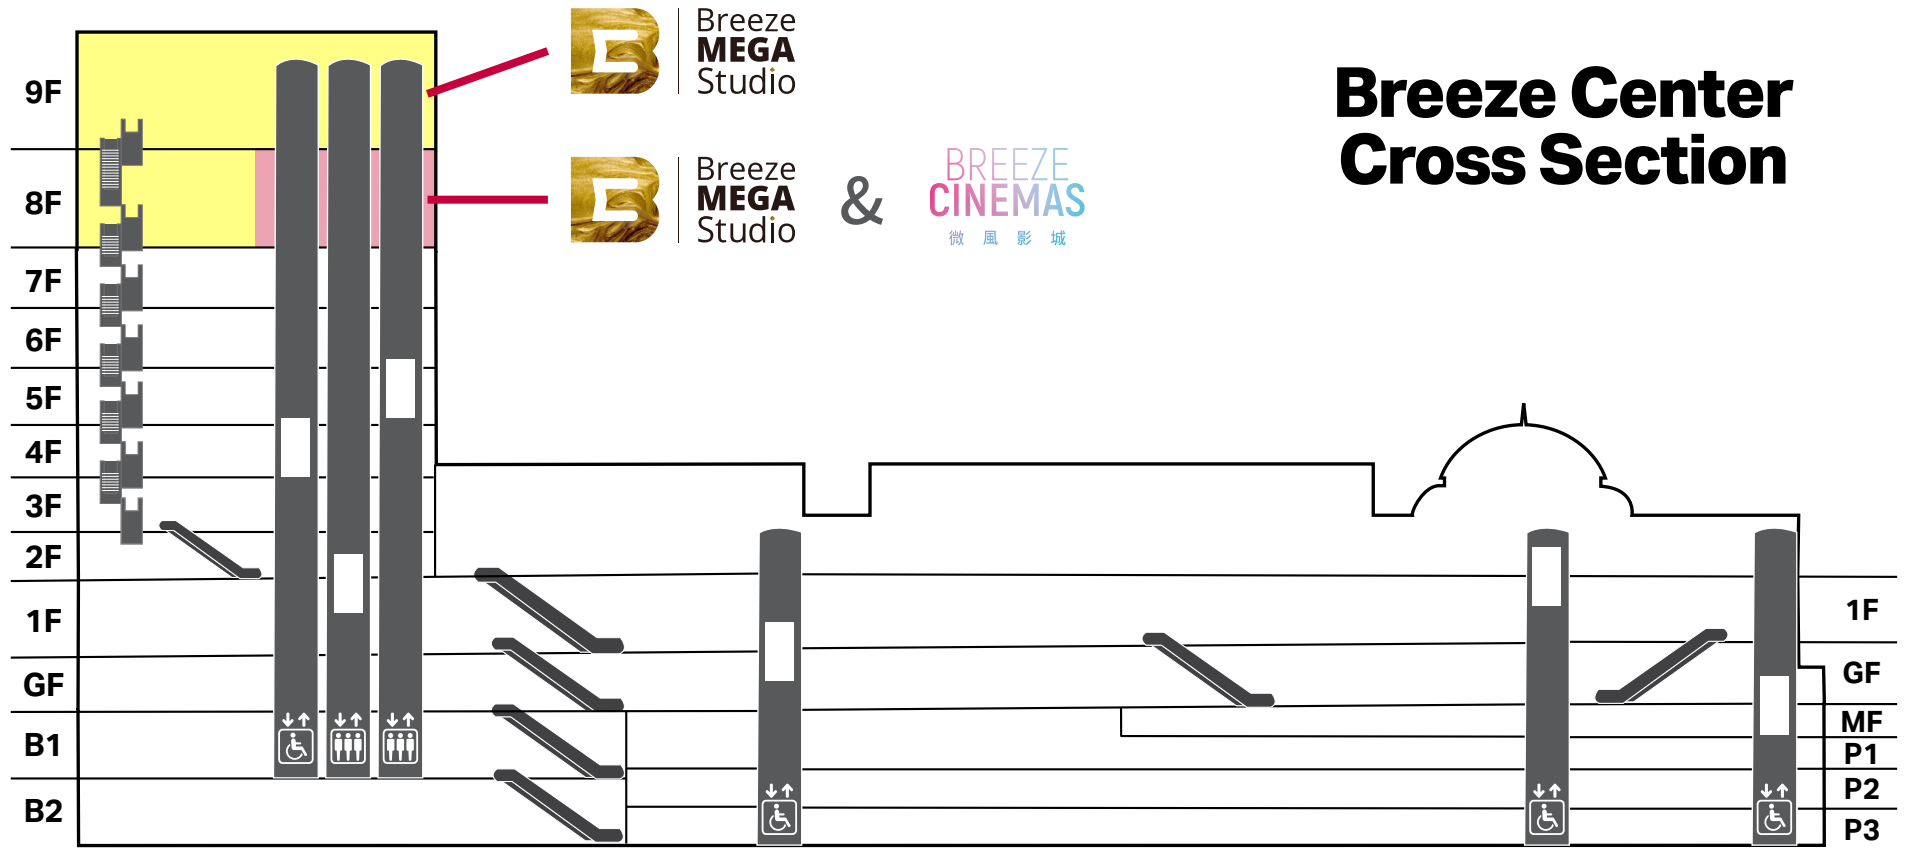 Breeze
MEGA
Studio
Breeze Center
Cross Section
Breeze
MEGA
Studio
&
BREEZE
CINEMAS
微風影城
9F
8F
7F
6F
5F
4F
3F
2F
1F
GF
B1
B2
1F
GF
MF
P1
P2
P3